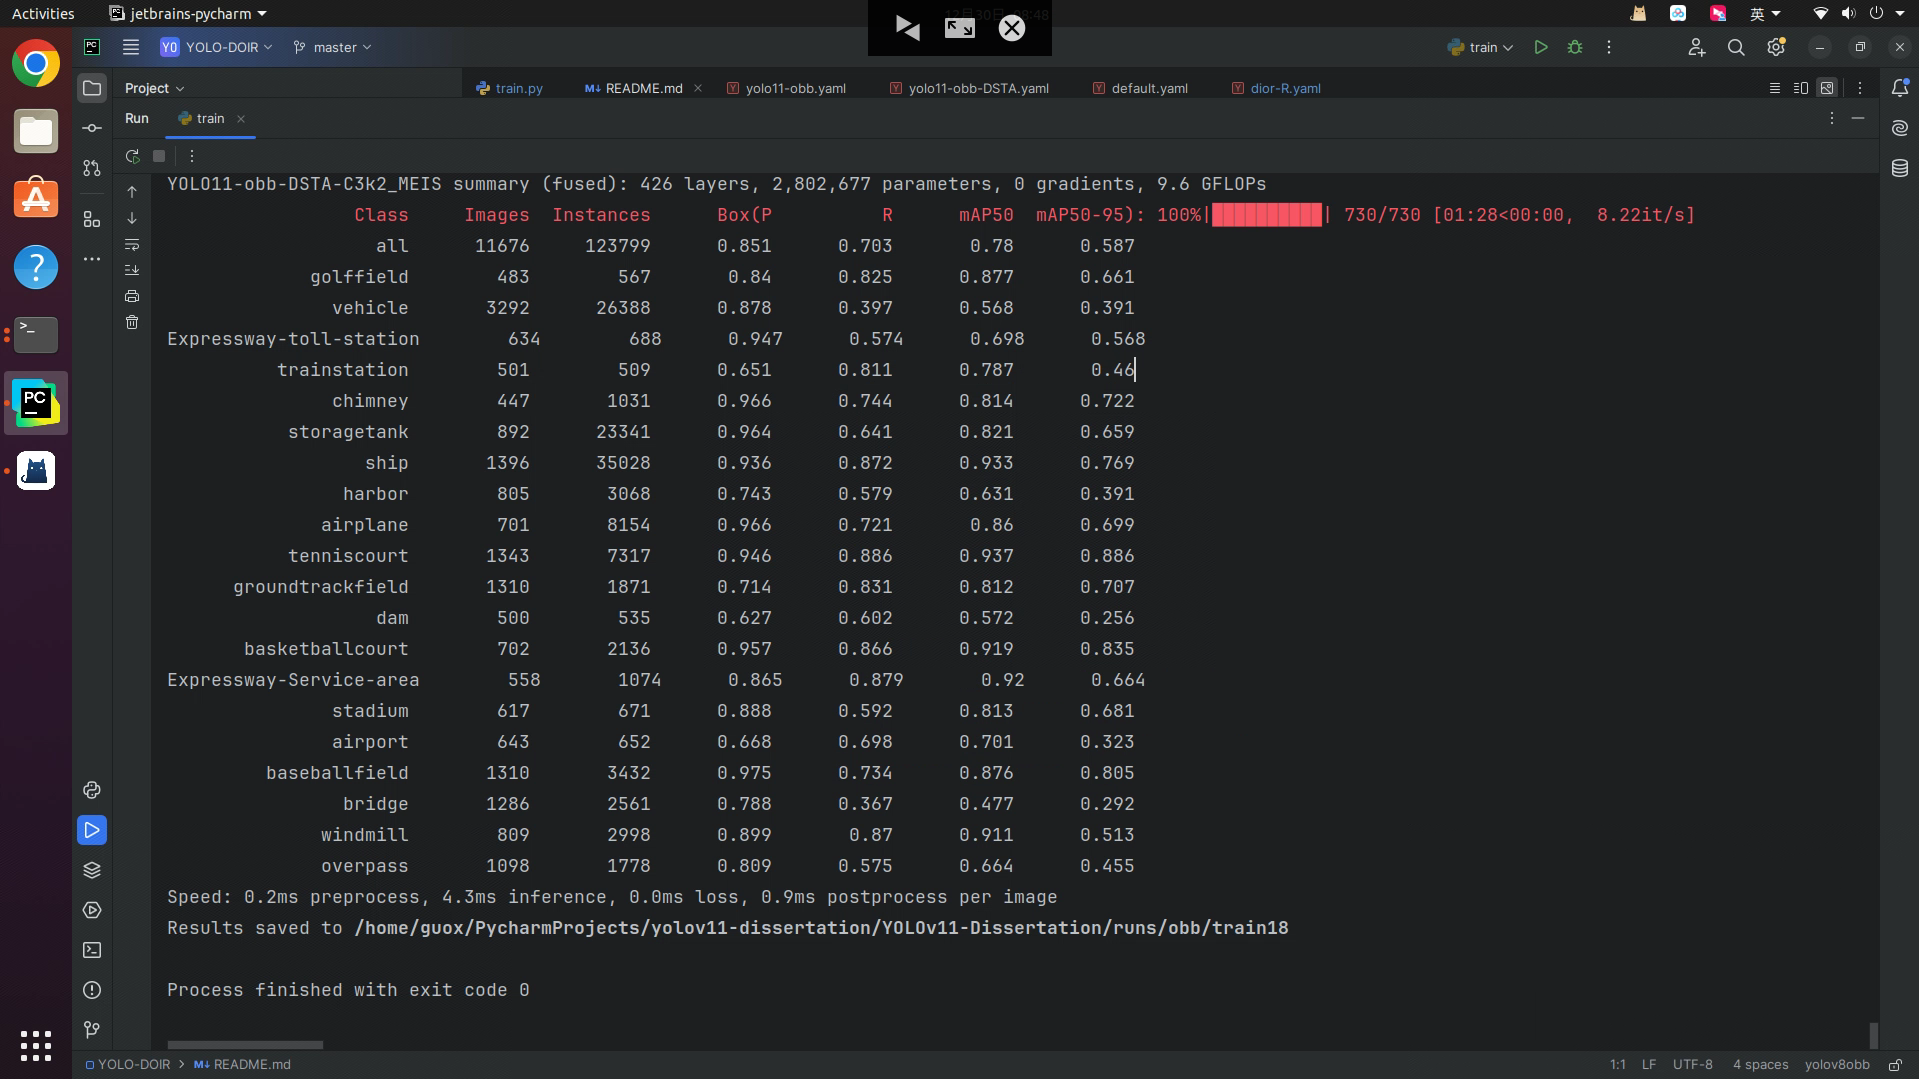 Activities jetbrains-pycharm 12月30日 08:48 英
PC YO YOLO-DOIR master train
Project train.py M↓ README.md yolo11-obb.yaml yolo11-obb-DSTA.yaml default.yaml dior-R.yaml
Run train
YOLO11-obb-DSTA-C3k2_MEIS summary (fused): 426 layers, 2,802,677 parameters, 0 gradients, 9.6 GFLOPs
Class Images Instances Box(P R mAP50 mAP50-95): 100%|██████████| 730/730 [01:28<00:00, 8.22it/s]
all 11676 123799 0.851 0.703 0.78 0.587
golffield 483 567 0.84 0.825 0.877 0.661
vehicle 3292 26388 0.878 0.397 0.568 0.391
Expressway-toll-station 634 688 0.947 0.574 0.698 0.568
trainstation 501 509 0.651 0.811 0.787 0.46
chimney 447 1031 0.966 0.744 0.814 0.722
storagetank 892 23341 0.964 0.641 0.821 0.659
ship 1396 35028 0.936 0.872 0.933 0.769
harbor 805 3068 0.743 0.579 0.631 0.391
airplane 701 8154 0.966 0.721 0.86 0.699
tenniscourt 1343 7317 0.946 0.886 0.937 0.886
groundtrackfield 1310 1871 0.714 0.831 0.812 0.707
dam 500 535 0.627 0.602 0.572 0.256
basketballcourt 702 2136 0.957 0.866 0.919 0.835
Expressway-Service-area 558 1074 0.865 0.879 0.92 0.664
stadium 617 671 0.888 0.592 0.813 0.681
airport 643 652 0.668 0.698 0.701 0.323
baseballfield 1310 3432 0.975 0.734 0.876 0.805
bridge 1286 2561 0.788 0.367 0.477 0.292
windmill 809 2998 0.899 0.87 0.911 0.513
overpass 1098 1778 0.809 0.575 0.664 0.455
Speed: 0.2ms preprocess, 4.3ms inference, 0.0ms loss, 0.9ms postprocess per image
Results saved to /home/guox/PycharmProjects/yolov11-dissertation/YOLOv11-Dissertation/runs/obb/train18
Process finished with exit code 0
YOLO-DOIR > M↓ README.md 1:1 LF UTF-8 4 spaces yolov8obb